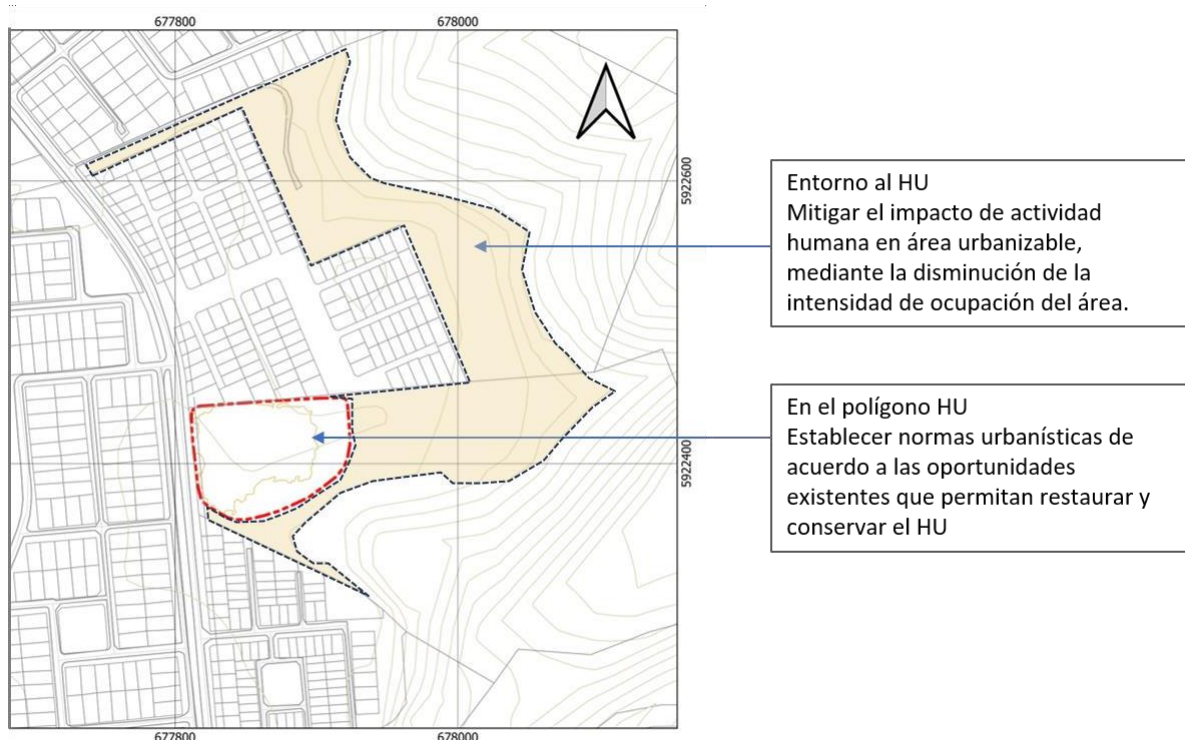 677800
678000
5922600
Entorno al HU
Mitigar el impacto de actividad
humana en área urbanizable,
mediante la disminución de la
intensidad de ocupación del área.
En el polígono HU
Establecer normas urbanísticas de
acuerdo a las oportunidades
existentes que permitan restaurar y
conservar el HU
5922400
677800
678000